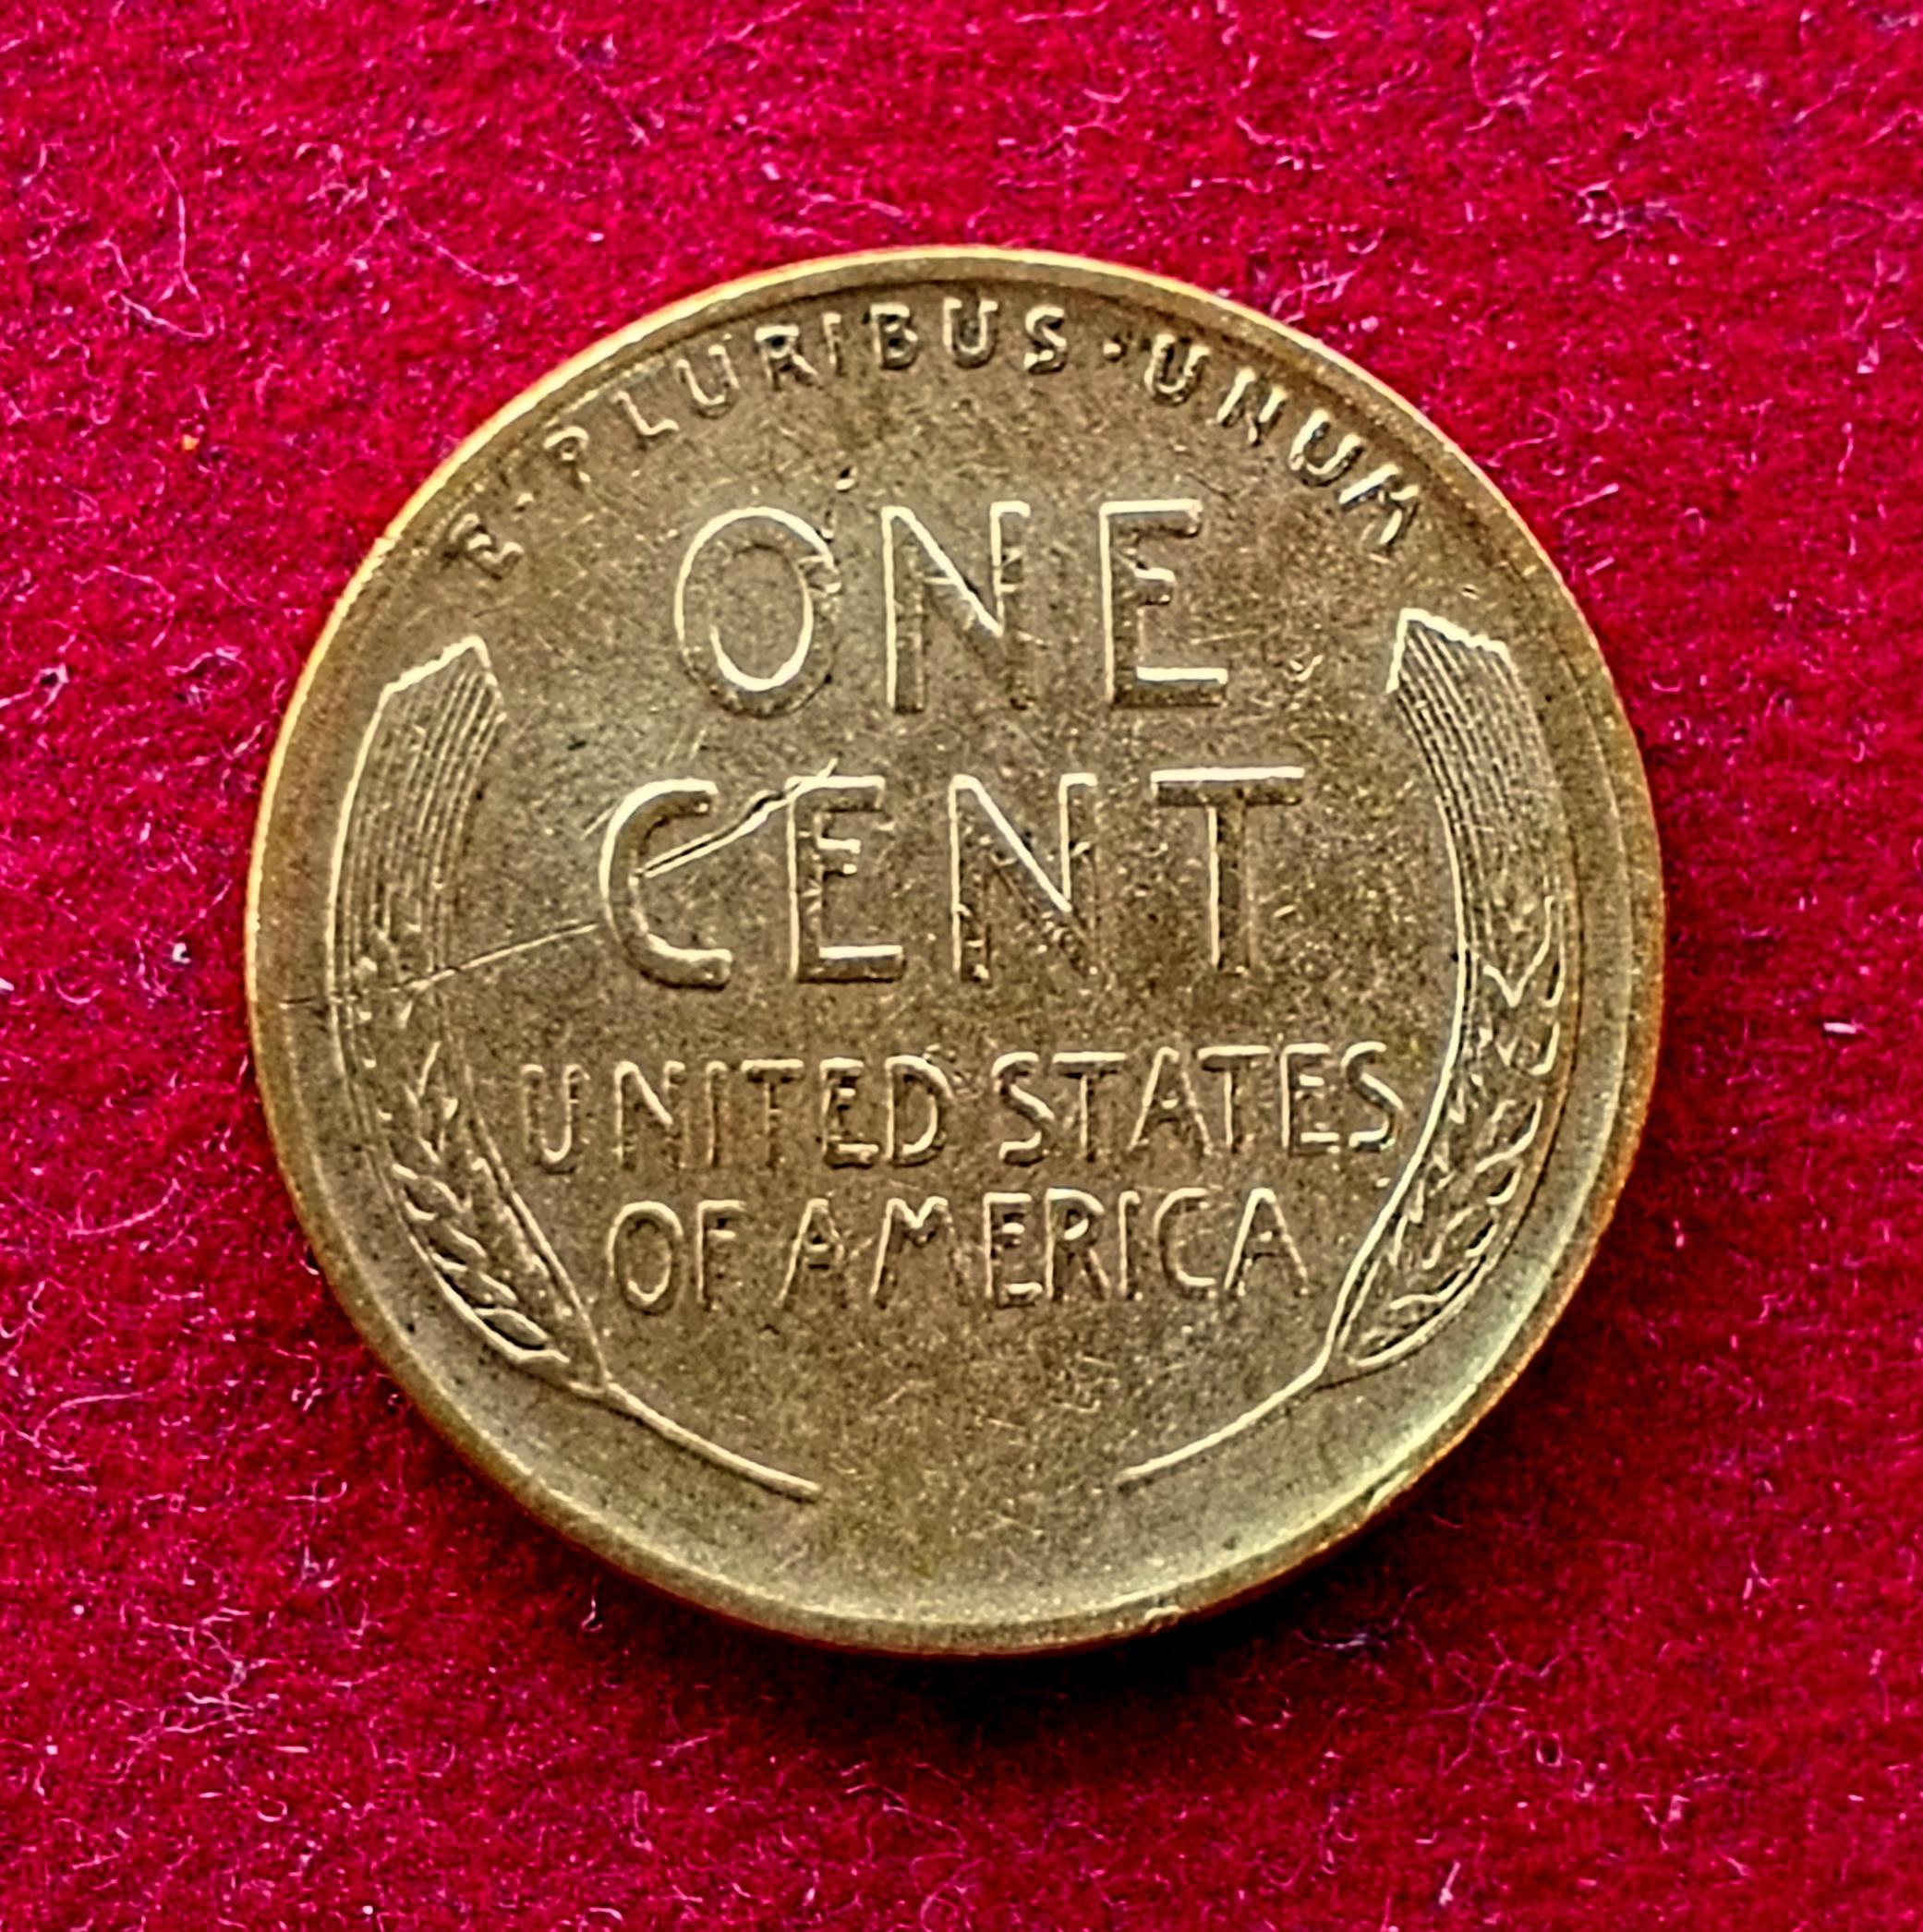 E·PLURIBUS·UNUM
ONE
CENT
UNITED STATES
OF AMERICA